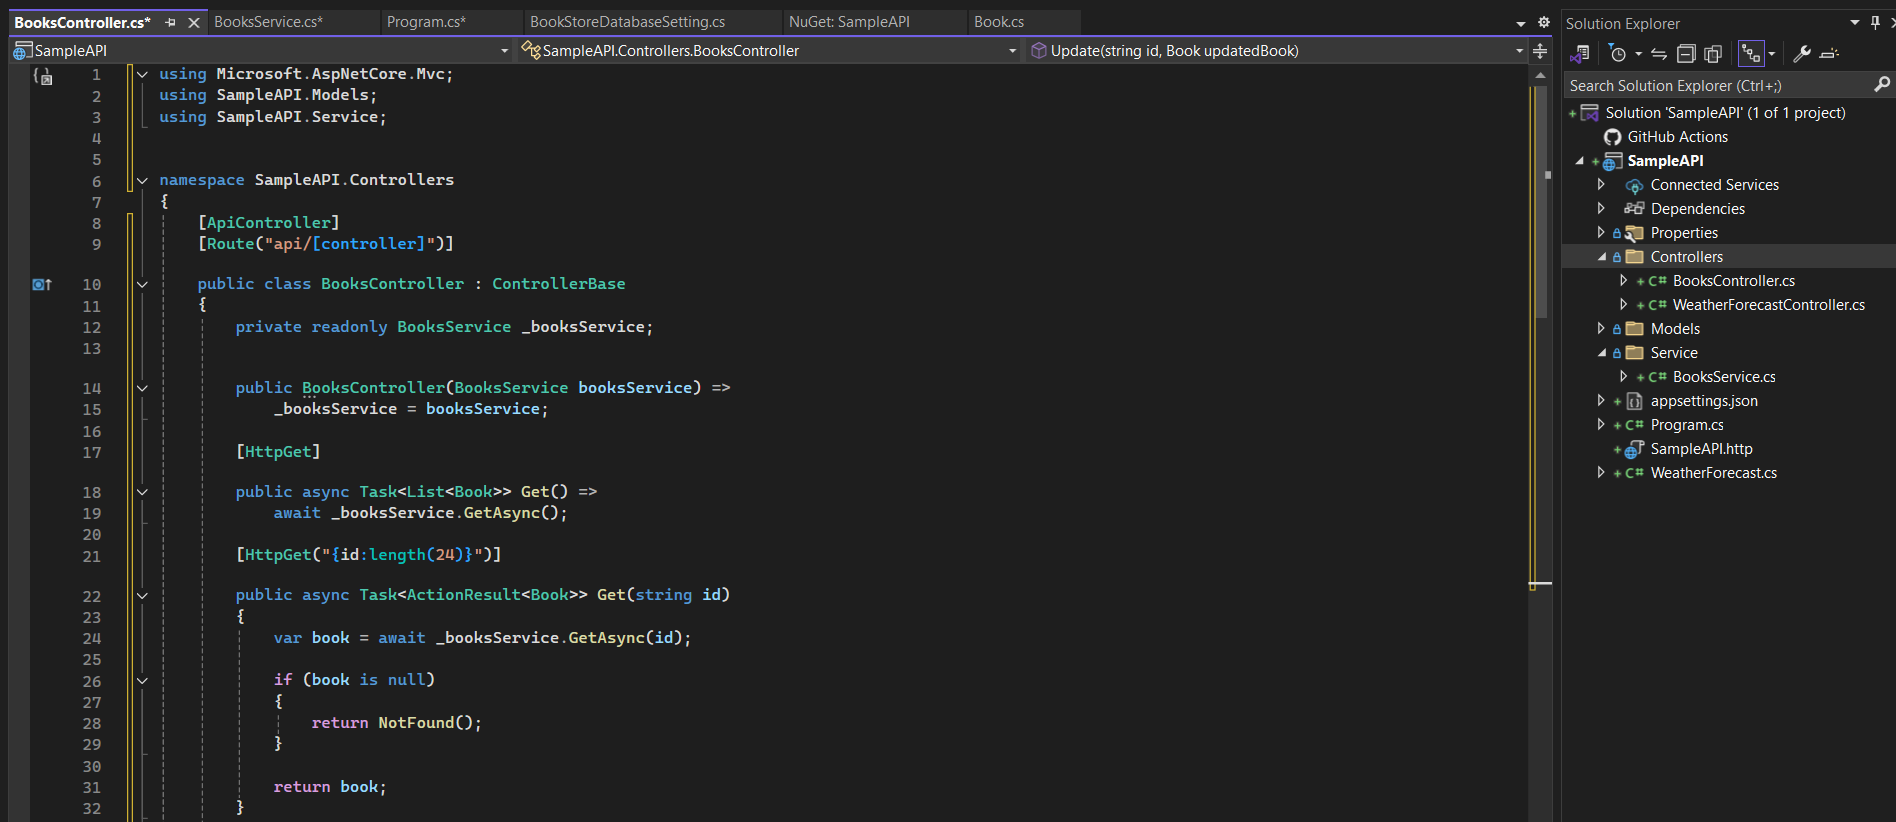 BooksController.cs* BooksService.cs* Program.cs* BookStoreDatabaseSetting.cs NuGet: SampleAPI Book.cs
SampleAPI SampleAPI.Controllers.BooksController Update(string id, Book updatedBook)
1 using Microsoft.AspNetCore.Mvc;
2 using SampleAPI.Models;
3 using SampleAPI.Service;
4
5
6 namespace SampleAPI.Controllers
7 {
8 [ApiController]
9 [Route("api/[controller]")]
10 public class BooksController : ControllerBase
11 {
12 private readonly BooksService _booksService;
13
14 public BooksController(BooksService booksService) =>
15 _booksService = booksService;
16
17 [HttpGet]
18 public async Task<List<Book>> Get() =>
19 await _booksService.GetAsync();
20
21 [HttpGet("{id:length(24)}")]
22 public async Task<ActionResult<Book>> Get(string id)
23 {
24 var book = await _booksService.GetAsync(id);
25
26 if (book is null)
27 {
28 return NotFound();
29 }
30
31 return book;
32 }
Solution Explorer
Search Solution Explorer (Ctrl+;)
Solution 'SampleAPI' (1 of 1 project)
GitHub Actions
SampleAPI
Connected Services
Dependencies
Properties
Controllers
C# BooksController.cs
C# WeatherForecastController.cs
Models
Service
C# BooksService.cs
appsettings.json
C# Program.cs
SampleAPI.http
C# WeatherForecast.cs